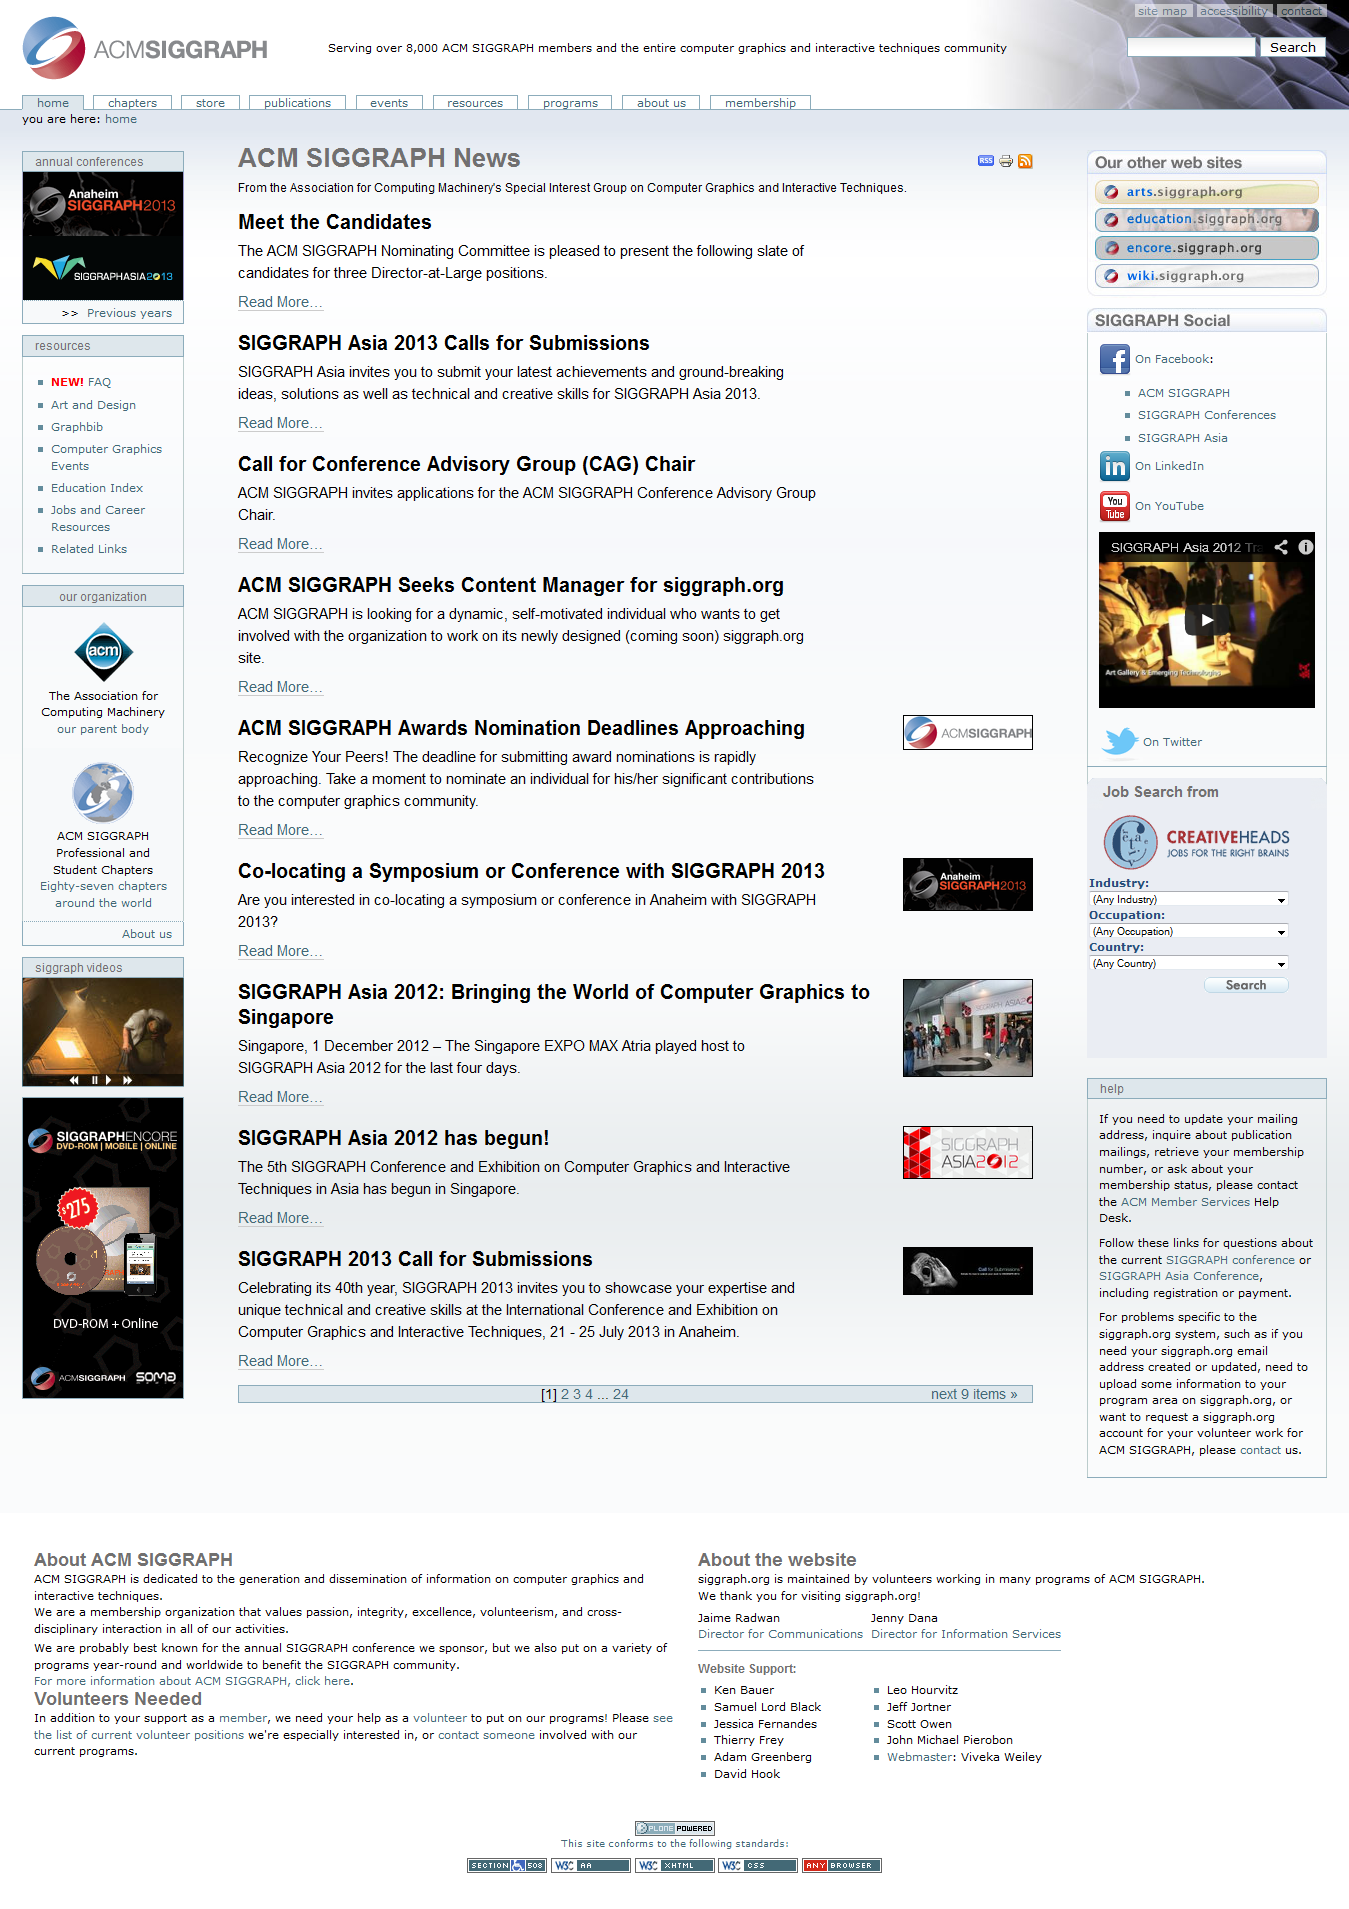 site map
accessibility
contact
ACMSIGGRAPH
Serving over 8,000 ACM SIGGRAPH members and the entire computer graphics and interactive techniques community
Search
home
chapters
store
publications
events
resources
programs
about us
membership
you are here: home
annual conferences
Anaheim
SIGGRAPH2013
SIGGRAPHASIA2013
>> Previous years
resources
NEW! FAQ
Art and Design
Graphbib
Computer Graphics
Events
Education Index
Jobs and Career
Resources
Related Links
our organization
acm
The Association for
Computing Machinery
our parent body
ACM SIGGRAPH
Professional and
Student Chapters
Eighty-seven chapters
around the world
About us
siggraph videos
SIGGRAPHENCORE
DVD-ROM | MOBILE | ONLINE
$275
DVD-ROM + Online
ACMSIGGRAPH
SOMA
ACM SIGGRAPH News
RSS
From the Association for Computing Machinery's Special Interest Group on Computer Graphics and Interactive Techniques.
Meet the Candidates
The ACM SIGGRAPH Nominating Committee is pleased to present the following slate of
candidates for three Director-at-Large positions.
Read More…
SIGGRAPH Asia 2013 Calls for Submissions
SIGGRAPH Asia invites you to submit your latest achievements and ground-breaking
ideas, solutions as well as technical and creative skills for SIGGRAPH Asia 2013.
Read More…
Call for Conference Advisory Group (CAG) Chair
ACM SIGGRAPH invites applications for the ACM SIGGRAPH Conference Advisory Group
Chair.
Read More…
ACM SIGGRAPH Seeks Content Manager for siggraph.org
ACM SIGGRAPH is looking for a dynamic, self-motivated individual who wants to get
involved with the organization to work on its newly designed (coming soon) siggraph.org
site.
Read More…
ACM SIGGRAPH Awards Nomination Deadlines Approaching
ACMSIGGRAPH
Recognize Your Peers! The deadline for submitting award nominations is rapidly
approaching. Take a moment to nominate an individual for his/her significant contributions
to the computer graphics community.
Read More…
Co-locating a Symposium or Conference with SIGGRAPH 2013
Anaheim
SIGGRAPH2013
Are you interested in co-locating a symposium or conference in Anaheim with SIGGRAPH
2013?
Read More…
SIGGRAPH Asia 2012: Bringing the World of Computer Graphics to
Singapore
Singapore, 1 December 2012 – The Singapore EXPO MAX Atria played host to
SIGGRAPH Asia 2012 for the last four days.
Read More…
SIGGRAPH Asia 2012 has begun!
SIGGRAPH
ASIA2012
The 5th SIGGRAPH Conference and Exhibition on Computer Graphics and Interactive
Techniques in Asia has begun in Singapore.
Read More…
SIGGRAPH 2013 Call for Submissions
Call for Submissions
Celebrating its 40th year, SIGGRAPH 2013 invites you to showcase your expertise and
unique technical and creative skills at the International Conference and Exhibition on
Computer Graphics and Interactive Techniques, 21 - 25 July 2013 in Anaheim.
Read More…
[1] 2 3 4 ... 24
next 9 items »
Our other web sites
arts.siggraph.org
education.siggraph.org
encore.siggraph.org
wiki.siggraph.org
SIGGRAPH Social
On Facebook:
ACM SIGGRAPH
SIGGRAPH Conferences
SIGGRAPH Asia
in On LinkedIn
You Tube On YouTube
SIGGRAPH Asia 2012 Tra
Art Gallery & Emerging Technologies
On Twitter
Job Search from
CREATIVEHEADS
JOBS FOR THE RIGHT BRAINS
Industry:
(Any Industry)
Occupation:
(Any Occupation)
Country:
(Any Country)
Search
help
If you need to update your mailing
address, inquire about publication
mailings, retrieve your membership
number, or ask about your
membership status, please contact
the ACM Member Services Help
Desk.
Follow these links for questions about
the current SIGGRAPH conference or
SIGGRAPH Asia Conference,
including registration or payment.
For problems specific to the
siggraph.org system, such as if you
need your siggraph.org email
address created or updated, need to
upload some information to your
program area on siggraph.org, or
want to request a siggraph.org
account for your volunteer work for
ACM SIGGRAPH, please contact us.
About ACM SIGGRAPH
ACM SIGGRAPH is dedicated to the generation and dissemination of information on computer graphics and
interactive techniques.
We are a membership organization that values passion, integrity, excellence, volunteerism, and cross-
disciplinary interaction in all of our activities.
We are probably best known for the annual SIGGRAPH conference we sponsor, but we also put on a variety of
programs year-round and worldwide to benefit the SIGGRAPH community.
For more information about ACM SIGGRAPH, click here.
Volunteers Needed
In addition to your support as a member, we need your help as a volunteer to put on our programs! Please see
the list of current volunteer positions we're especially interested in, or contact someone involved with our
current programs.
About the website
siggraph.org is maintained by volunteers working in many programs of ACM SIGGRAPH.
We thank you for visiting siggraph.org!
Jaime Radwan
Director for Communications
Jenny Dana
Director for Information Services
Website Support:
Ken Bauer
Samuel Lord Black
Jessica Fernandes
Thierry Frey
Adam Greenberg
David Hook
Leo Hourvitz
Jeff Jortner
Scott Owen
John Michael Pierobon
Webmaster: Viveka Weiley
PLONE POWERED
This site conforms to the following standards:
SECTION 508
W3C AA
W3C XHTML
W3C CSS
ANY BROWSER